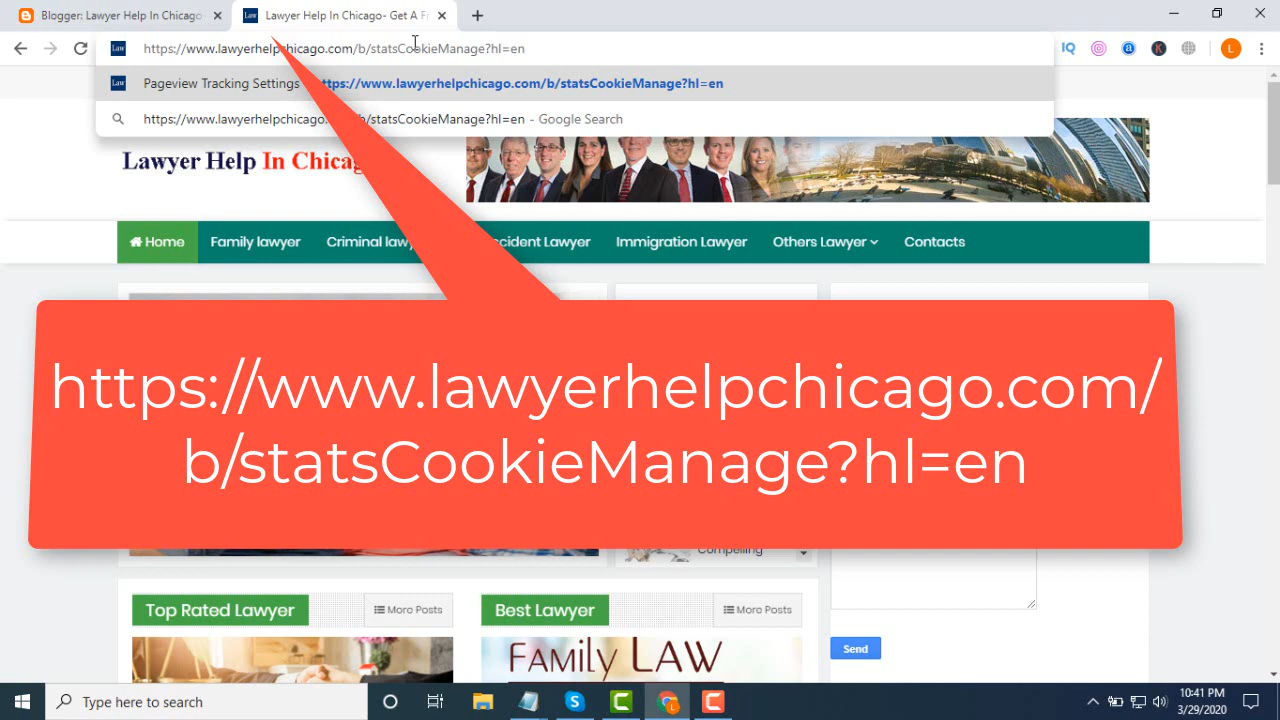 Blogger: Lawyer Help In Chicago-
Lawyer Help In Chicago- Get A Fr
https://www.lawyerhelpchicago.com/b/statsCookieManage?hl=en
Pageview Tracking Settings
https://www.lawyerhelpchicago.com/b/statsCookieManage?hl=en
https://www.lawyerhelpchicago. b/statsCookieManage?hl=en - Google Search
IQ
L
Lawyer Help In Chicag
Home
Family lawyer
Criminal law
ccident Lawyer
Immigration Lawyer
Others Lawyer
Contacts
https://www.lawyerhelpchicago.com/
b/statsCookieManage?hl=en
Compelling
Top Rated Lawyer
More Posts
Best Lawyer
More Posts
FAMILY LAW
Send
Type here to search
10:41 PM
3/29/2020